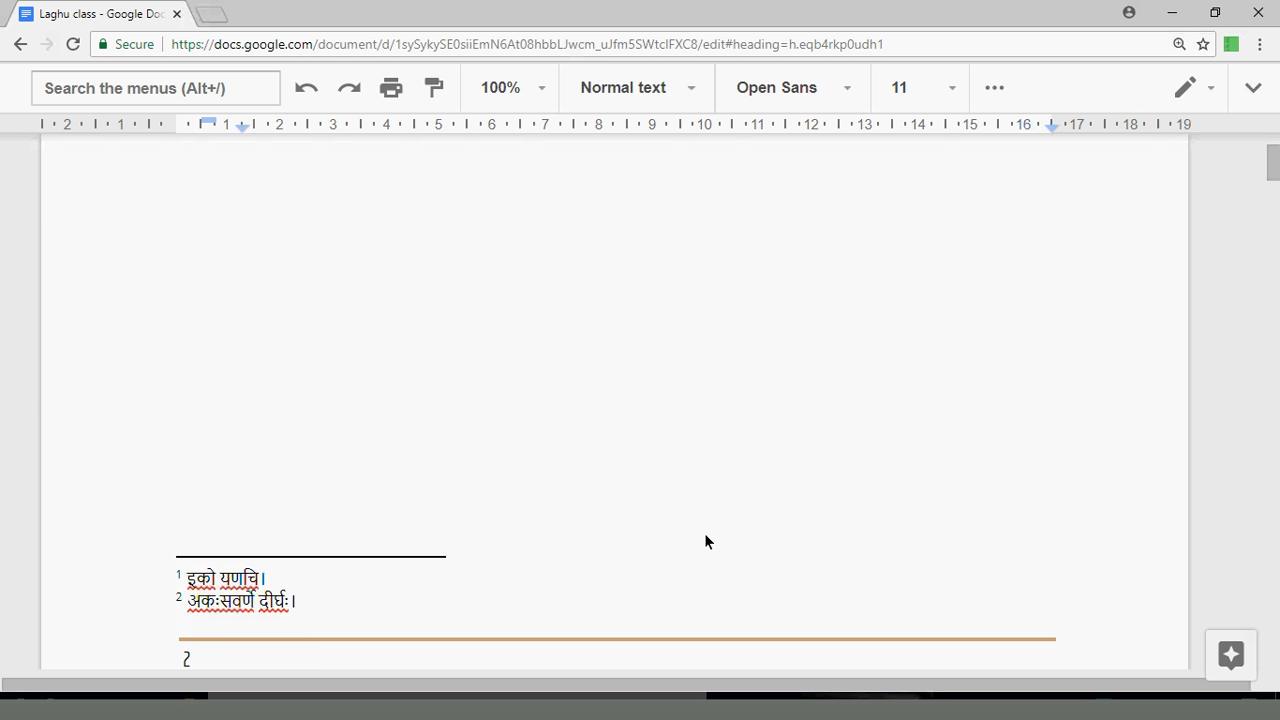 Laghu class - Google Doc
Secure https://docs.google.com/document/d/1sySykySE0siiEmN6At08hbbLJwcm_uJfm5SWtclFXC8/edit#heading=h.eqb4rkp0udh1
Search the menus (Alt+/) 100% Normal text Open Sans 11
2 1 1 2 3 4 5 6 7 8 9 10 11 12 13 14 15 16 17 18 19
1 इको यणचि।
2 अकःसवर्णे दीर्घः।
2